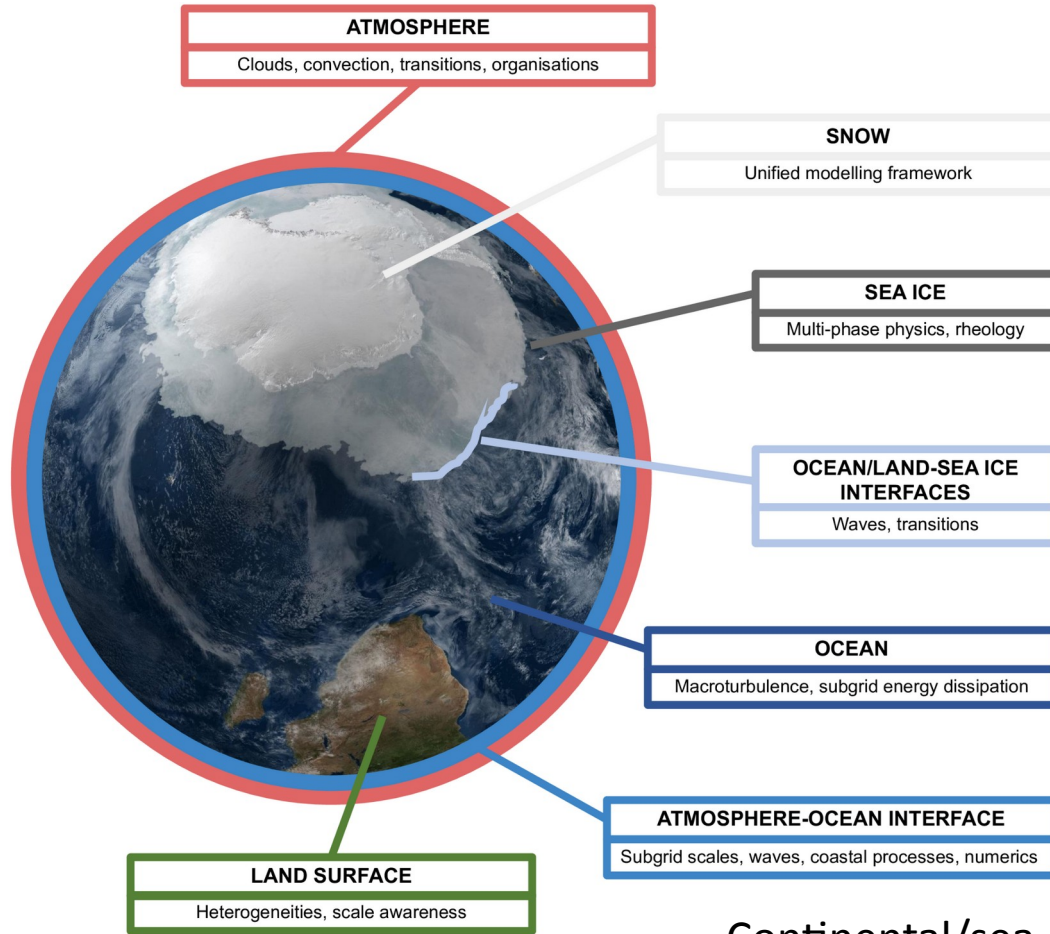 ATMOSPHERE
Clouds, convection, transitions, organisations
SNOW
Unified modelling framework
SEA ICE
Multi-phase physics, rheology
OCEAN/LAND-SEA ICE
INTERFACES
Waves, transitions
OCEAN
Macroturbulence, subgrid energy dissipation
ATMOSPHERE-OCEAN INTERFACE
Subgrid scales, waves, coastal processes, numerics
LAND SURFACE
Heterogeneities, scale awareness
Continental/sea